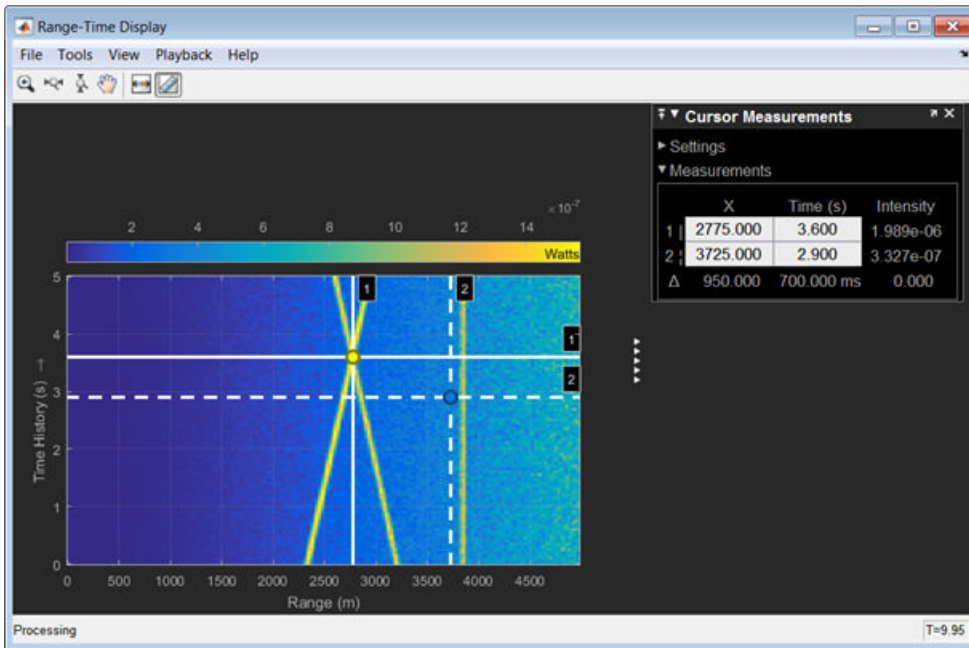 Range-Time Display
File Tools View Playback Help
Cursor Measurements
Settings
Measurements
X Time (s) Intensity
1 2775.000 3.600 1.989e-06
2 3725.000 2.900 3.327e-07
Δ 950.000 700.000 ms 0.000
× 10⁻⁷
2 4 6 8 10 12 14
Watts
5
4
3
2
1
0
1
2
1
2
Time History (s) →
0 500 1000 1500 2000 2500 3000 3500 4000 4500
Range (m)
Processing
T=9.95